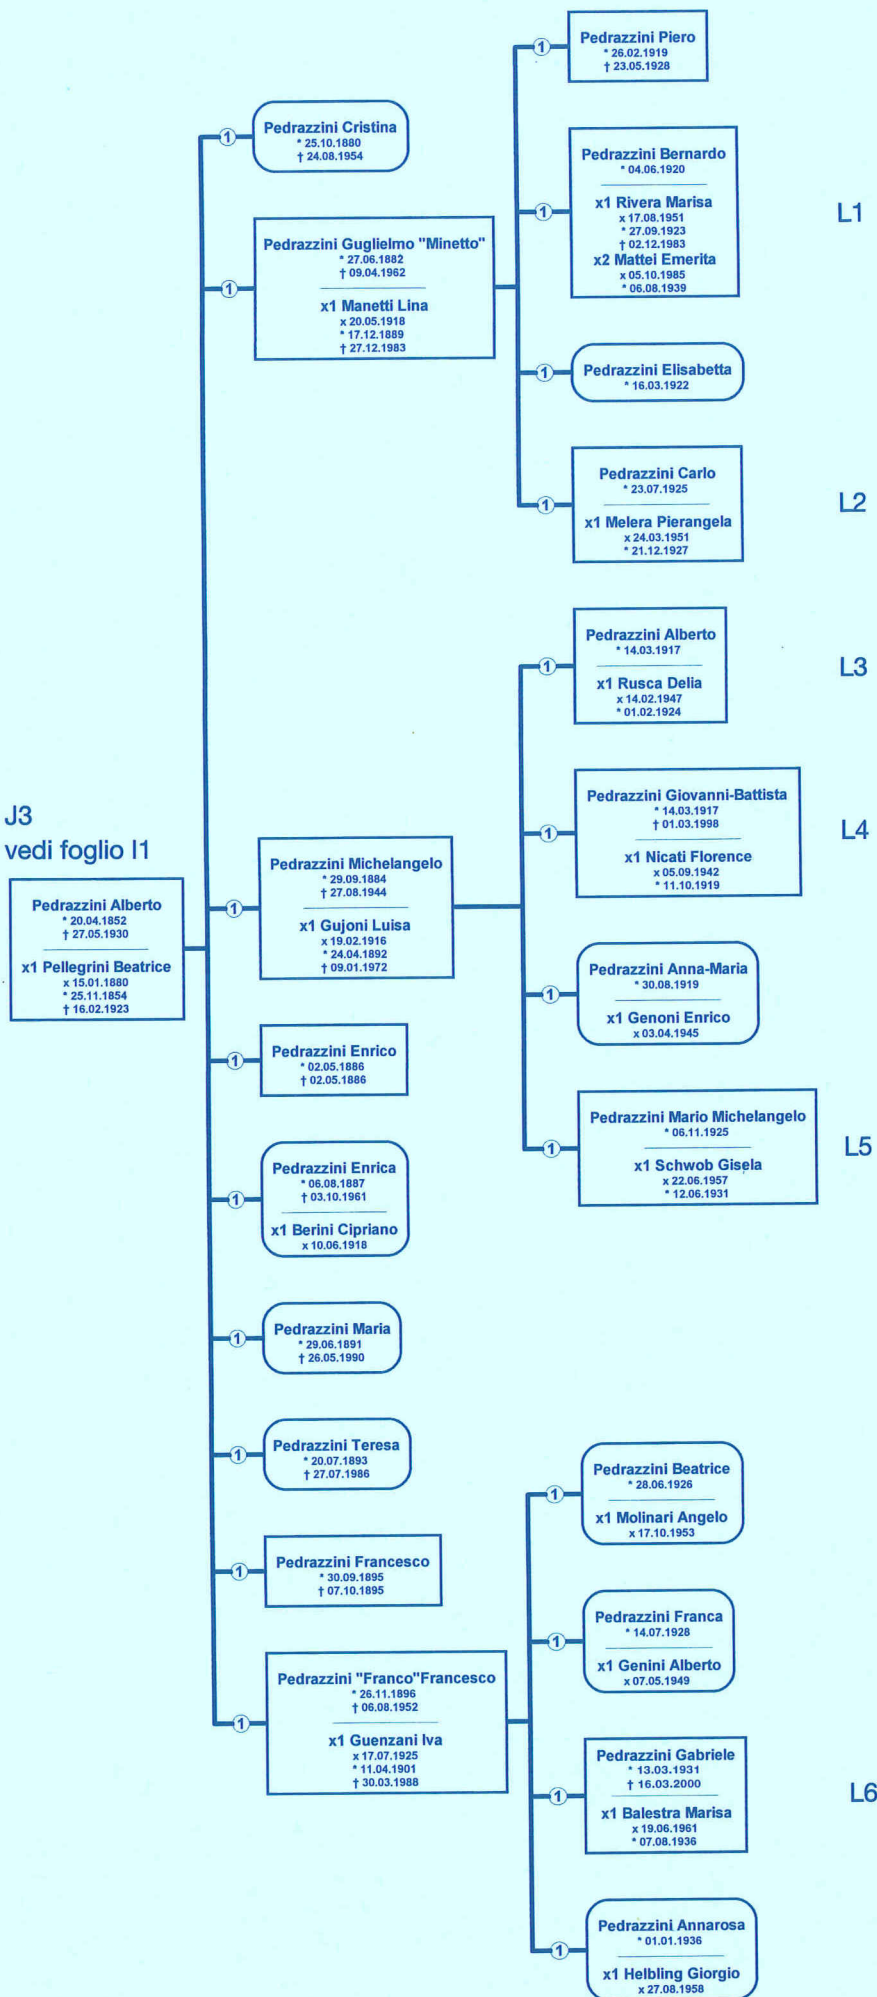 J3
vedi foglio I1
Pedrazzini Alberto
* 20.04.1852
† 27.05.1930
x1 Pellegrini Beatrice
x 15.01.1880
* 25.11.1854
† 16.02.1923
1
Pedrazzini Cristina
* 25.10.1880
† 24.08.1954
1
Pedrazzini Guglielmo "Minetto"
* 27.06.1882
† 09.04.1962
x1 Manetti Lina
x 20.05.1918
* 17.12.1889
† 27.12.1983
1
Pedrazzini Piero
* 26.02.1919
† 23.05.1928
1
Pedrazzini Bernardo
* 04.06.1920
x1 Rivera Marisa
x 17.08.1951
* 27.09.1923
† 02.12.1983
x2 Mattei Emerita
x 05.10.1985
* 06.08.1939
L1
1
Pedrazzini Elisabetta
* 16.03.1922
1
Pedrazzini Carlo
* 23.07.1925
x1 Melera Pierangela
x 24.03.1951
* 21.12.1927
L2
1
Pedrazzini Michelangelo
* 29.09.1884
† 27.08.1944
x1 Gujoni Luisa
x 19.02.1916
* 24.04.1892
† 09.01.1972
1
Pedrazzini Alberto
* 14.03.1917
x1 Rusca Delia
x 14.02.1947
* 01.02.1924
L3
1
Pedrazzini Giovanni-Battista
* 14.03.1917
† 01.03.1998
x1 Nicati Florence
x 05.09.1942
* 11.10.1919
L4
1
Pedrazzini Anna-Maria
* 30.08.1919
x1 Genoni Enrico
x 03.04.1945
1
Pedrazzini Mario Michelangelo
* 06.11.1925
x1 Schwob Gisela
x 22.06.1957
* 12.06.1931
L5
1
Pedrazzini Enrico
* 02.05.1886
† 02.05.1886
1
Pedrazzini Enrica
* 06.08.1887
† 03.10.1961
x1 Berini Cipriano
x 10.06.1918
1
Pedrazzini Maria
* 29.06.1891
† 26.05.1990
1
Pedrazzini Teresa
* 20.07.1893
† 27.07.1986
1
Pedrazzini Francesco
* 30.09.1895
† 07.10.1895
1
Pedrazzini "Franco"Francesco
* 26.11.1896
† 06.08.1952
x1 Guenzani Iva
x 17.07.1925
* 11.04.1901
† 30.03.1988
1
Pedrazzini Beatrice
* 28.06.1926
x1 Molinari Angelo
x 17.10.1953
1
Pedrazzini Franca
* 14.07.1928
x1 Genini Alberto
x 07.05.1949
1
Pedrazzini Gabriele
* 13.03.1931
† 16.03.2000
x1 Balestra Marisa
x 19.06.1961
* 07.08.1936
L6
1
Pedrazzini Annarosa
* 01.01.1936
x1 Helbling Giorgio
x 27.08.1958